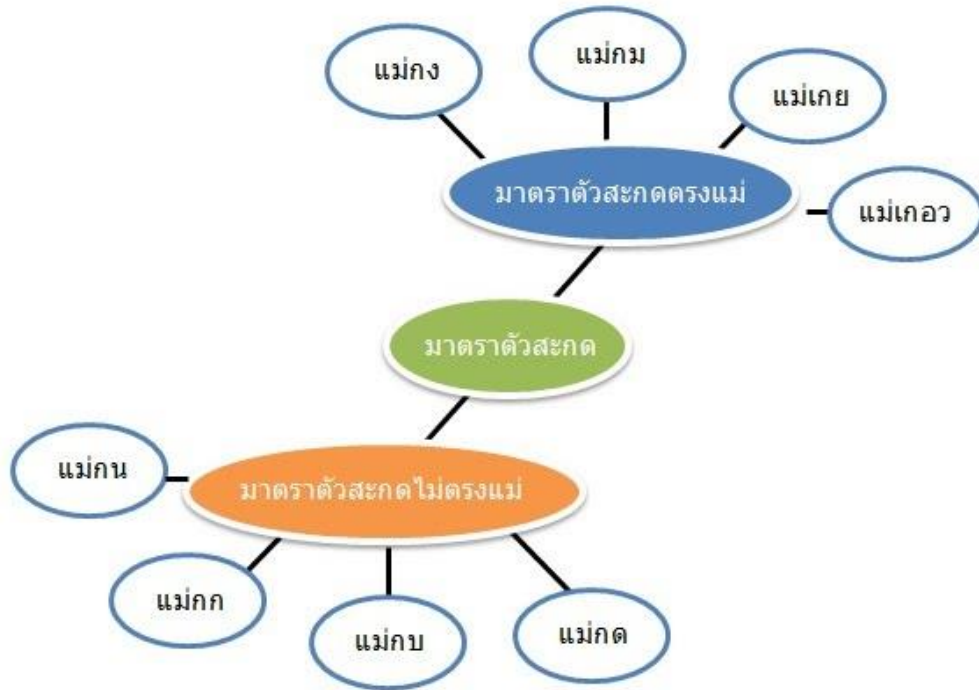 แม่กง
แม่กม
แม่เกย
แม่เกอว
มาตราตัวสะกดตรงแม่
มาตราตัวสะกด
มาตราตัวสะกดไม่ตรงแม่
แม่กน
แม่กก
แม่กบ
แม่กด